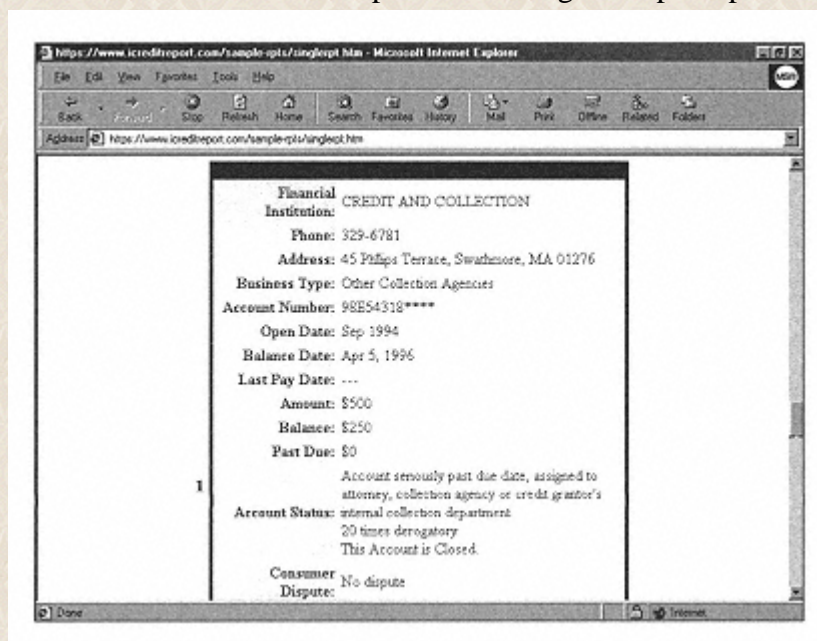 https://www.icreditreport.com/sample-rpts/singlerpt.htm - Microsoft Internet Explorer
File Edit View Favorites Tools Help
Back Forward Stop Refresh Home Search Favorites History Mail Print Offline Related Folders
Address https://www.icreditreport.com/sample-rpts/singlerpt.htm
Financial Institution: CREDIT AND COLLECTION
Phone: 329-6781
Address: 45 Philips Terrace, Swathmore, MA 01276
Business Type: Other Collection Agencies
Account Number: 98E54318****
Open Date: Sep 1994
Balance Date: Apr 5, 1996
Last Pay Date: ---
Amount: $500
Balance: $250
Past Due: $0
1
Account Status: Account seriously past due date, assigned to
attorney, collection agency or credit grantor's
internal collection department
20 times derogatory
This Account is Closed.
Consumer Dispute: No dispute
Done Internet